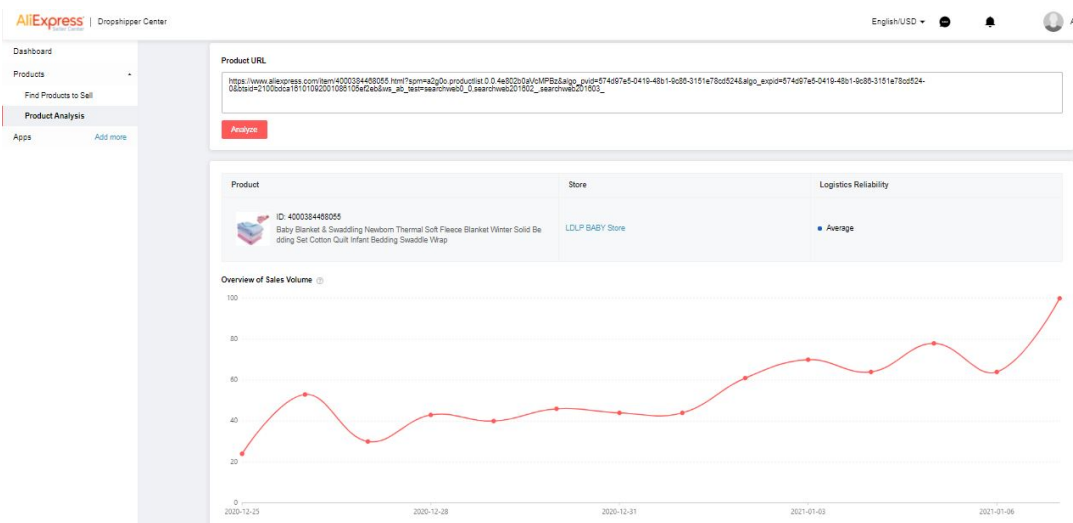 AliExpress | Dropshipper Center
Seller Center
English/USD
Dashboard
Products
Find Products to Sell
Product Analysis
Apps Add more
Product URL
https://www.aliexpress.com/item/4000384468055.html?spm=a2g0o.productlist.0.0.4e802b0aVcMPBz&algo_pvid=574d97e5-0419-48b1-9c86-3151e78cd524&algo_expid=574d97e5-0419-48b1-9c86-3151e78cd524-
0&btsid=2100bdca16101092001086106ef2eb&ws_ab_test=searchweb0_0,searchweb201602_,searchweb201603_
Analyze
Product Store Logistics Reliability
ID: 4000384468055
Baby Blanket & Swaddling Newborn Thermal Soft Fleece Blanket Winter Solid Be
dding Set Cotton Quilt Infant Bedding Swaddle Wrap
LDLP BABY Store
Average
Overview of Sales Volume
100
80
60
40
20
0
2020-12-25 2020-12-28 2020-12-31 2021-01-03 2021-01-06